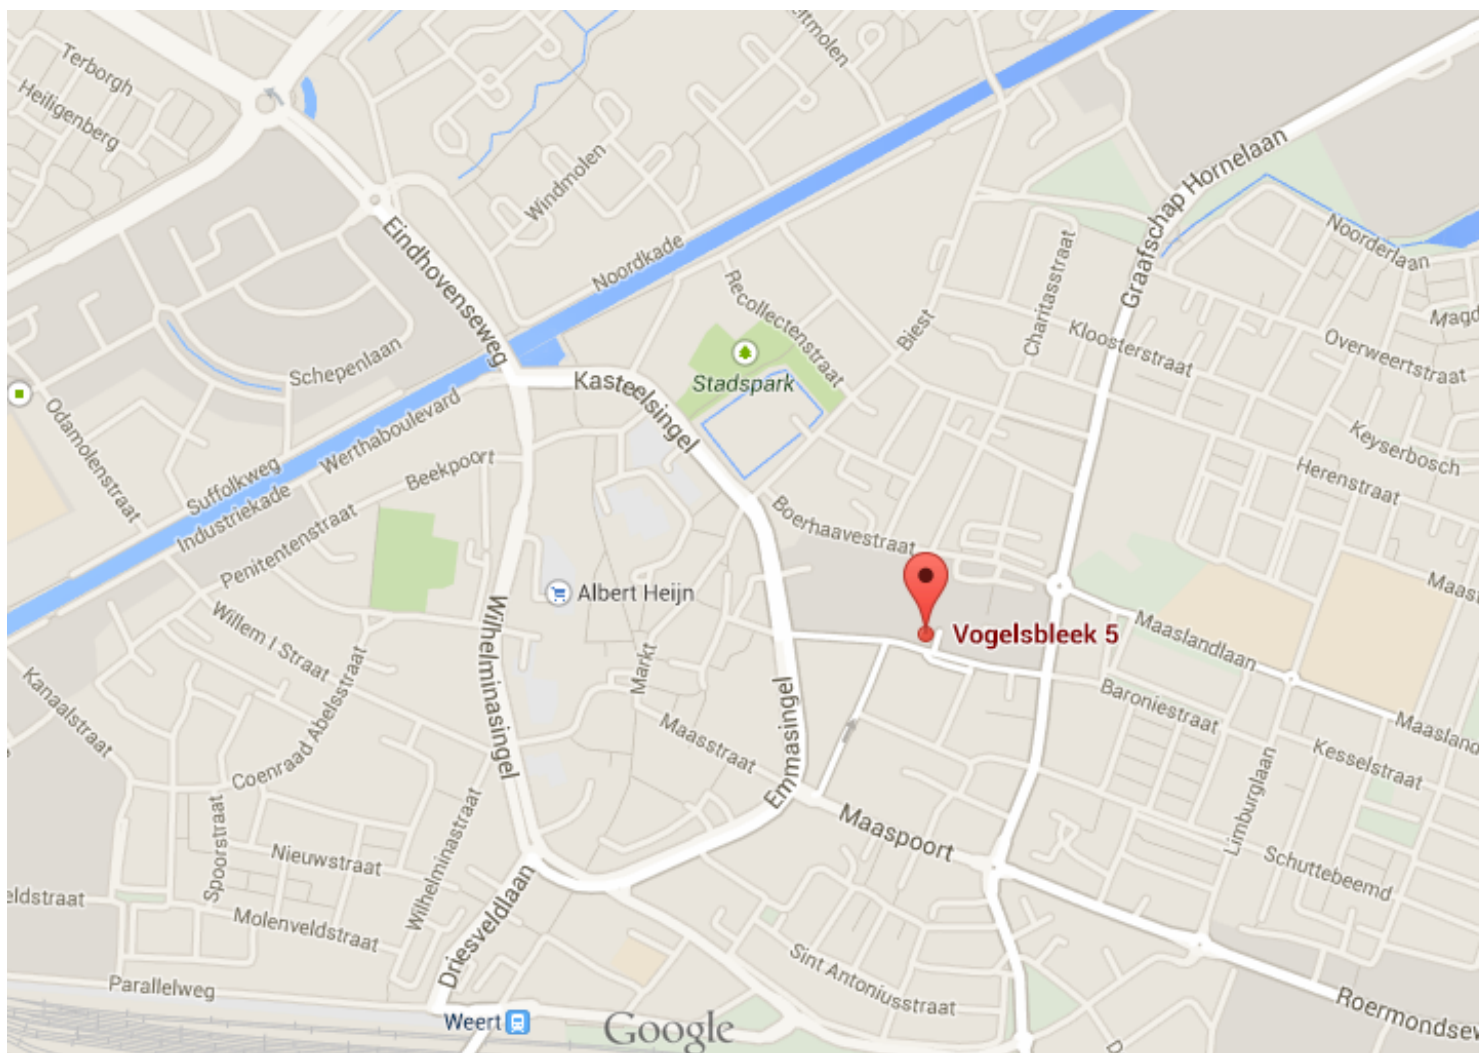 Terborgh
Heiligenberg
Windmolen
Eindhovenseweg
Noordkade
Recollectenstraat
Stadspark
Biest
Charitasstraat
Graafschap Hornelaan
Noorderlaan
Kloosterstraat
Overweertstraat
Keyserbosch
Herenstraat
Schepenlaan
Kasteelsingel
Odamolenstraat
Suffolkweg
Werthaboulevard
Industriekade
Beekpoort
Penitentenstraat
Boerhaavestraat
Albert Heijn
Vogelsbleek 5
Maaslandlaan
Willem I Straat
Wilhelminasingel
Markt
Maasstraat
Emmasingel
Baroniestraat
Kesselstraat
Kanaalstraat
Coenraad Abelsstraat
Spoorstraat
Nieuwstraat
Wilhelminastraat
Maaspoort
Limburglaan
Schuttebeemd
Molenveldstraat
Driesveldlaan
Sint Antoniusstraat
Parallelweg
Weert
Google